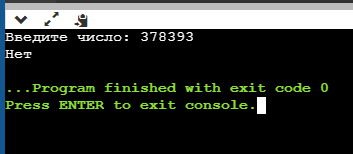 Введите число: 378393
Нет
...Program finished with exit code 0
Press ENTER to exit console.